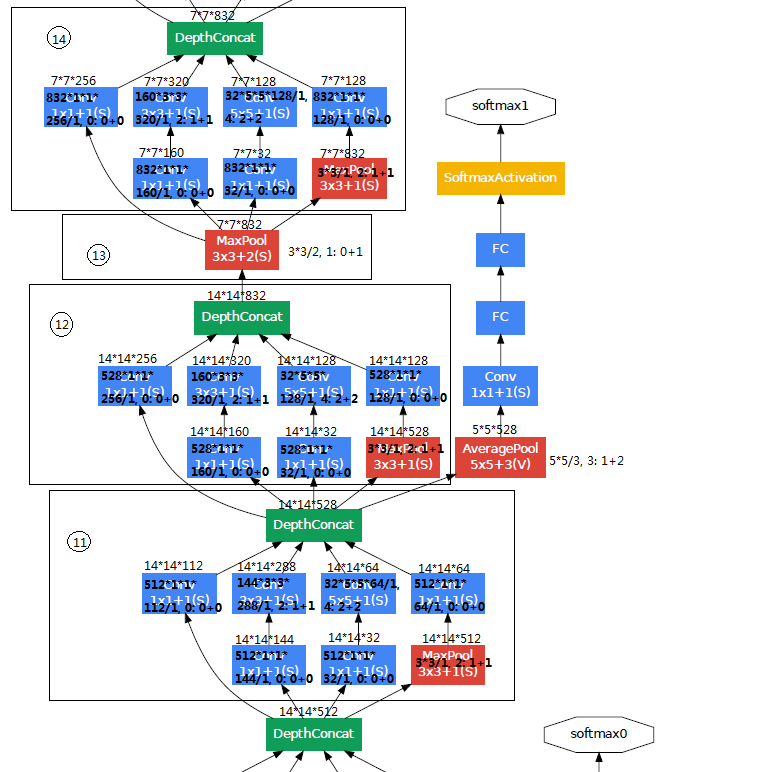 7*7*832
DepthConcat
14
7*7*256
7*7*320
7*7*128
7*7*128
832*1*1*
256/1, 0: 0+0
1x1+1(S)
160*3*3*
320/1, 2: 1+1
3x3+1(S)
32*5*5*128/1,
4: 2+2
5x5+1(S)
832*1*1*
128/1, 0: 0+0
1x1+1(S)
softmax1
7*7*160
7*7*32
7*7*832
832*1*1*
160/1, 0: 0+0
1x1+1(S)
832*1*1*
32/1, 0: 0+0
1x1+1(S)
MaxPool
3*3/1, 2: 1+1
3x3+1(S)
SoftmaxActivation
7*7*832
MaxPool
3x3+2(S)
3*3/2, 1: 0+1
13
FC
14*14*832
DepthConcat
12
FC
14*14*256
14*14*320
14*14*128
14*14*128
528*1*1*
256/1, 0: 0+0
1x1+1(S)
160*3*3*
320/1, 2: 1+1
3x3+1(S)
32*5*5*
128/1, 4: 2+2
5x5+1(S)
528*1*1*
128/1, 0: 0+0
1x1+1(S)
Conv
1x1+1(S)
14*14*160
14*14*32
14*14*528
5*5*528
528*1*1*
160/1, 0: 0+0
1x1+1(S)
528*1*1*
32/1, 0: 0+0
1x1+1(S)
MaxPool
3*3/1, 2: 1+1
3x3+1(S)
AveragePool
5x5+3(V)
5*5/3, 3: 1+2
14*14*528
DepthConcat
11
14*14*112
14*14*288
14*14*64
14*14*64
512*1*1*
112/1, 0: 0+0
1x1+1(S)
144*3*3*
288/1, 2: 1+1
3x3+1(S)
32*5*5*64/1,
4: 2+2
5x5+1(S)
512*1*1*
64/1, 0: 0+0
1x1+1(S)
14*14*144
14*14*32
14*14*512
512*1*1*
144/1, 0: 0+0
1x1+1(S)
512*1*1*
32/1, 0: 0+0
1x1+1(S)
MaxPool
3*3/1, 2: 1+1
3x3+1(S)
14*14*512
DepthConcat
softmax0